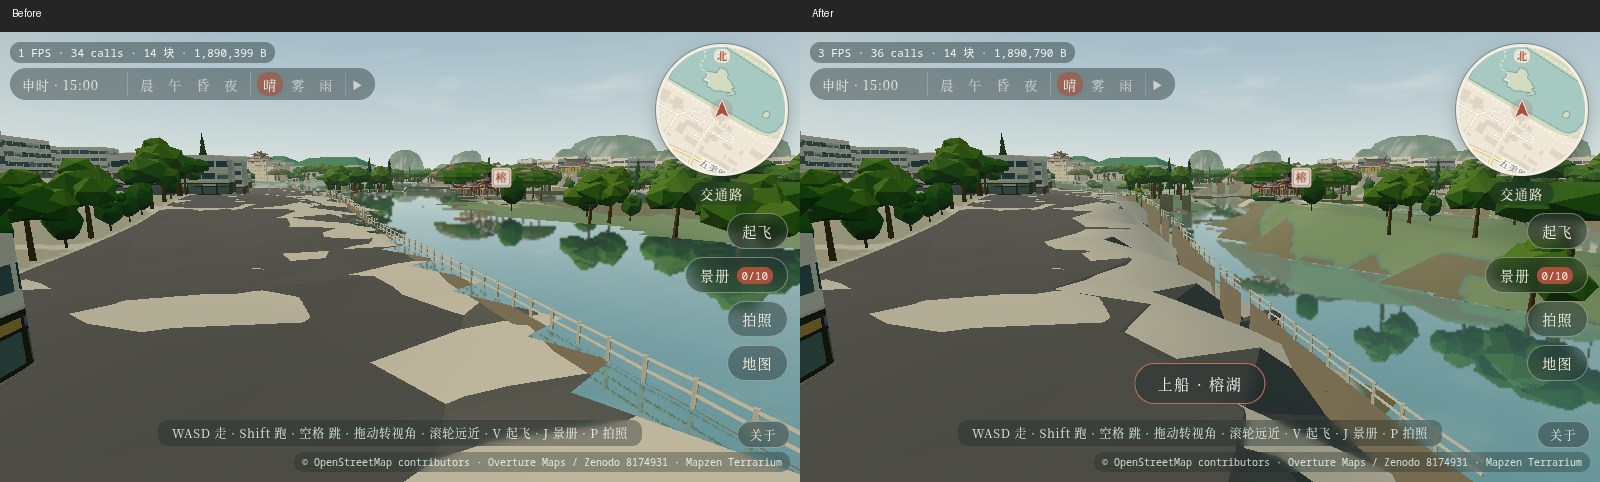 Before
1 FPS · 34 calls · 14 块 · 1,890,399 B
申时 · 15:00 晨 午 昏 夜 晴 雾 雨 ▶
北
榕
交通路
起飞
景册 0/10
拍照
地图
WASD 走 · Shift 跑 · 空格 跳 · 拖动转视角 · 滚轮远近 · V 起飞 · J 景册 · P 拍照
关于
© OpenStreetMap contributors · Overture Maps / Zenodo 8174931 · Mapzen Terrarium
After
3 FPS · 36 calls · 14 块 · 1,890,790 B
申时 · 15:00 晨 午 昏 夜 晴 雾 雨 ▶
北
榕
交通路
起飞
景册 0/10
拍照
地图
上船 · 榕湖
WASD 走 · Shift 跑 · 空格 跳 · 拖动转视角 · 滚轮远近 · V 起飞 · J 景册 · P 拍照
关于
© OpenStreetMap contributors · Overture Maps / Zenodo 8174931 · Mapzen Terrarium